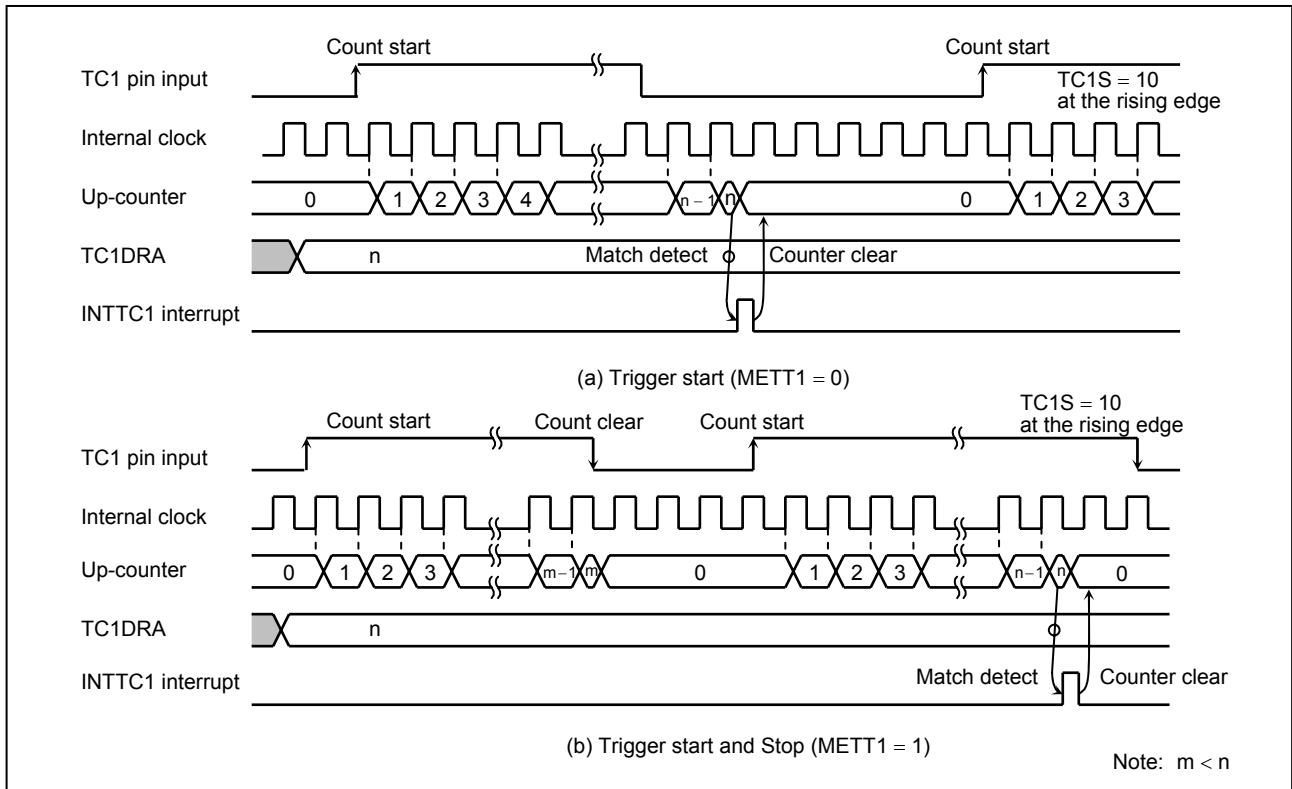 Count start
Count start
TC1 pin input
TC1S = 10
at the rising edge
Internal clock
Up-counter
0
1
2
3
4
n − 1
n
0
1
2
3
TC1DRA
n
Match detect
Counter clear
INTTC1 interrupt
(a) Trigger start (METT1 = 0)
Count start
Count clear
Count start
TC1S = 10
at the rising edge
TC1 pin input
Internal clock
Up-counter
0
1
2
3
m − 1
m
0
1
2
3
n − 1
n
0
TC1DRA
n
INTTC1 interrupt
Match detect
Counter clear
(b) Trigger start and Stop (METT1 = 1)
Note: m < n